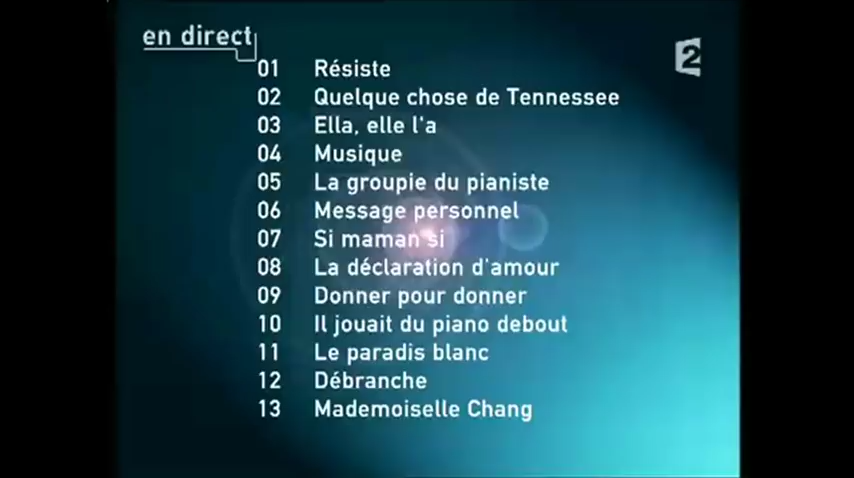 en direct
2
01 Résiste
02 Quelque chose de Tennessee
03 Ella, elle l'a
04 Musique
05 La groupie du pianiste
06 Message personnel
07 Si maman si
08 La déclaration d'amour
09 Donner pour donner
10 Il jouait du piano debout
11 Le paradis blanc
12 Débranche
13 Mademoiselle Chang